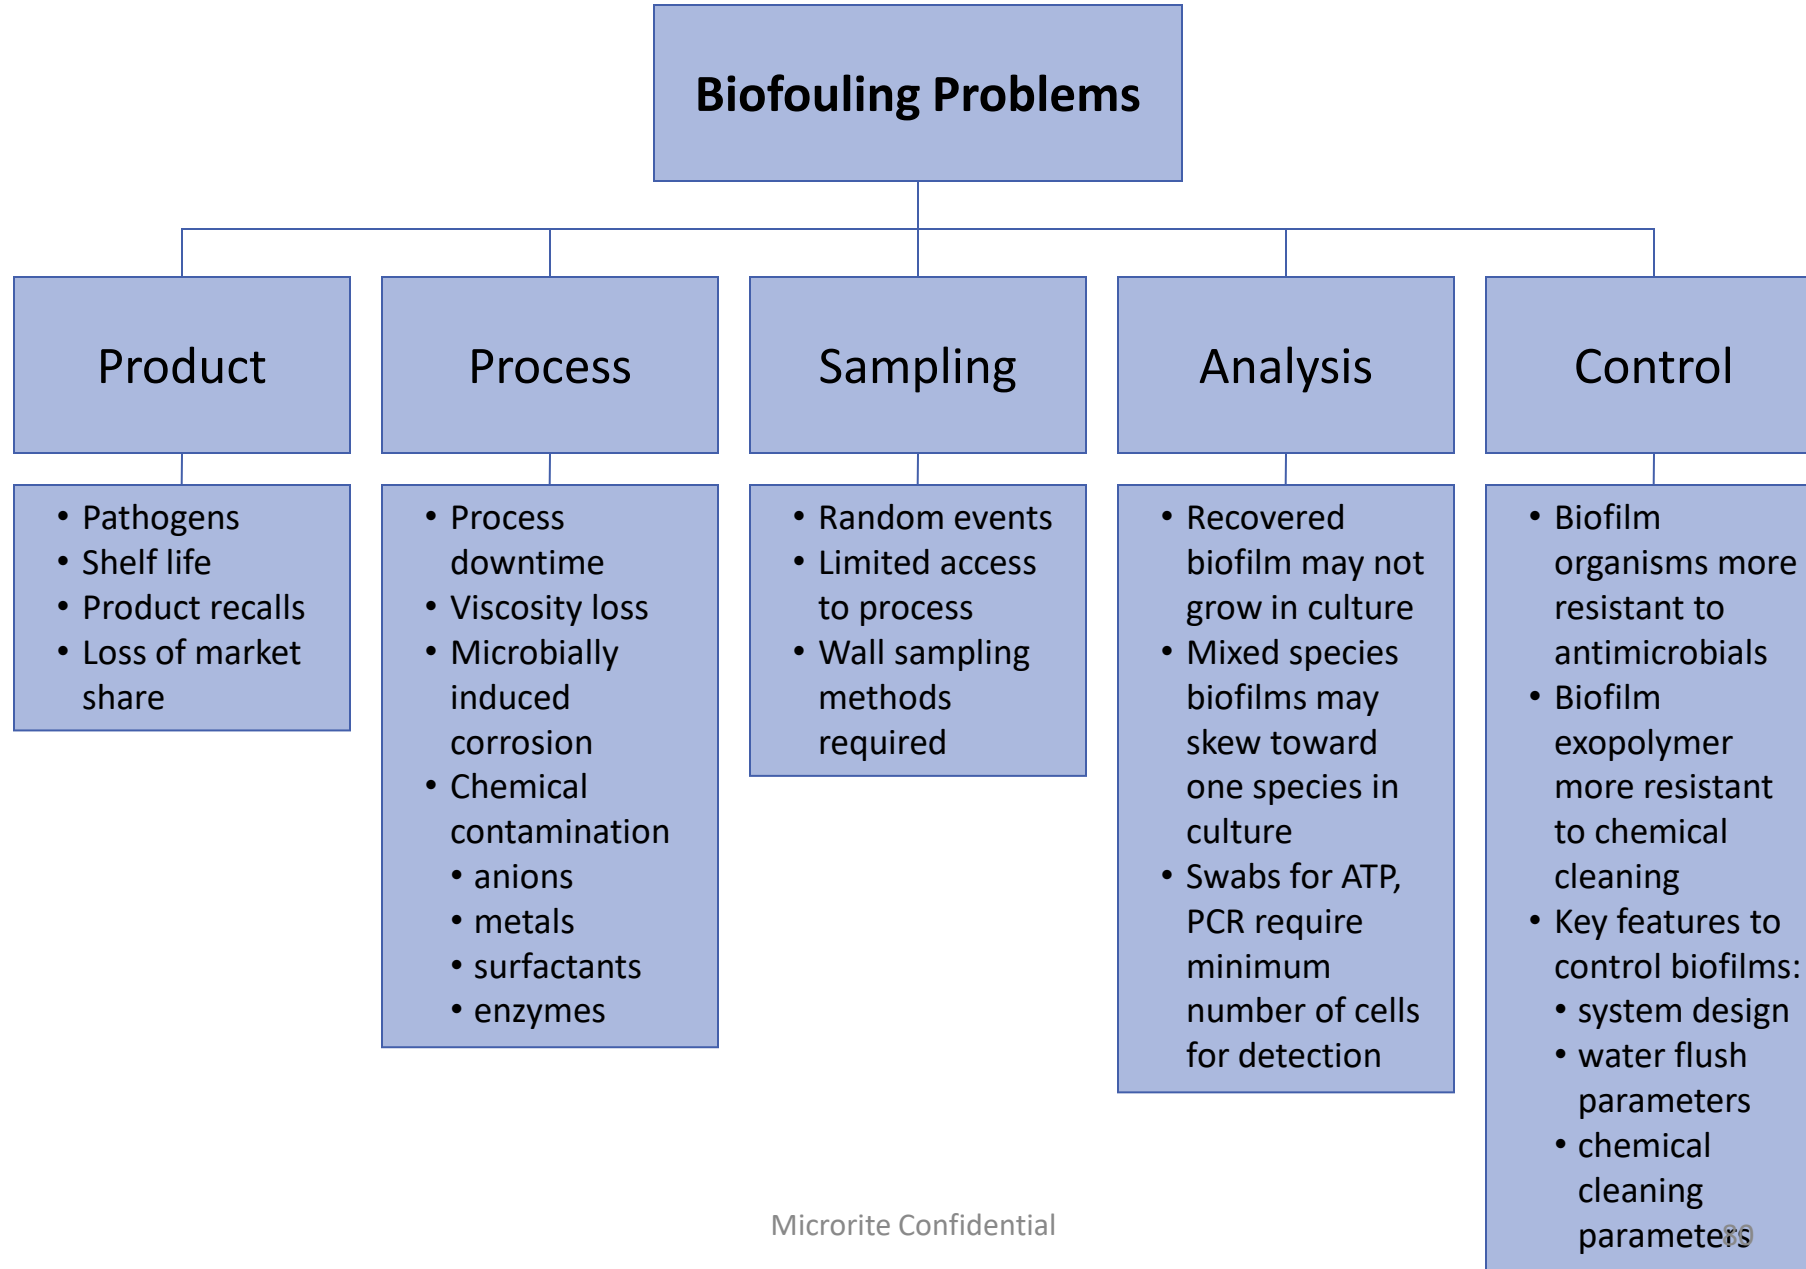 Biofouling Problems
Product
• Pathogens
• Shelf life
• Product recalls
• Loss of market
share
Process
• Process
downtime
• Viscosity loss
• Microbially
induced
corrosion
• Chemical
contamination
• anions
• metals
• surfactants
• enzymes
Sampling
• Random events
• Limited access
to process
• Wall sampling
methods
required
Analysis
• Recovered
biofilm may not
grow in culture
• Mixed species
biofilms may
skew toward
one species in
culture
• Swabs for ATP,
PCR require
minimum
number of cells
for detection
Control
• Biofilm
organisms more
resistant to
antimicrobials
• Biofilm
exopolymer
more resistant
to chemical
cleaning
• Key features to
control biofilms:
• system design
• water flush
parameters
• chemical
cleaning
parameters
Microrite Confidential
80